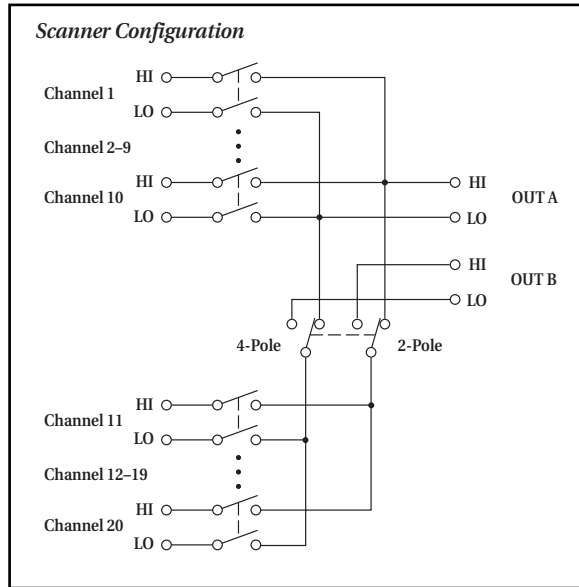 Scanner Configuration
HI
Channel 1
LO
Channel 2–9
HI
Channel 10
LO
HI
OUT A
LO
HI
OUT B
LO
4-Pole
2-Pole
HI
Channel 11
LO
Channel 12–19
HI
Channel 20
LO